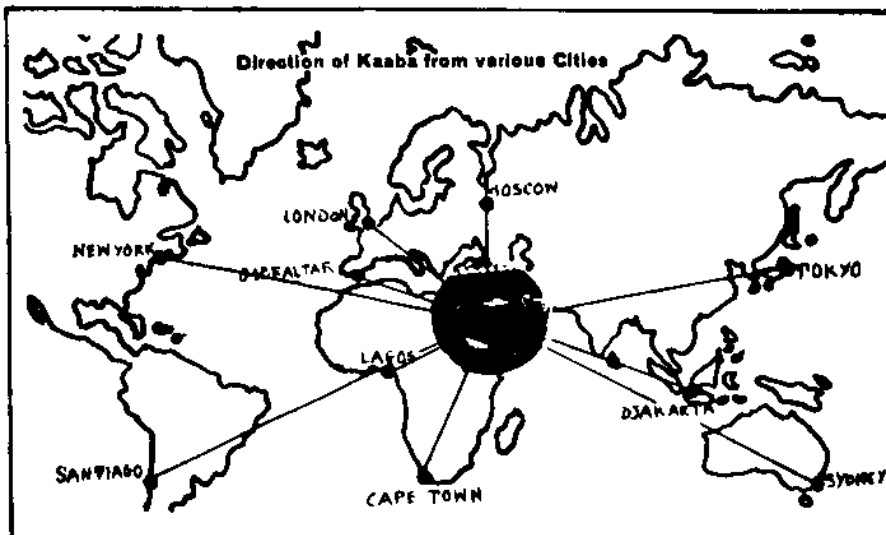 Direction of Kaaba from various Cities
MOSCOW
LONDON
NEW YORK
GIBRALTAR
TOKYO
LAGOS
DJAKARTA
SANTIAGO
CAPE TOWN
SYDNEY